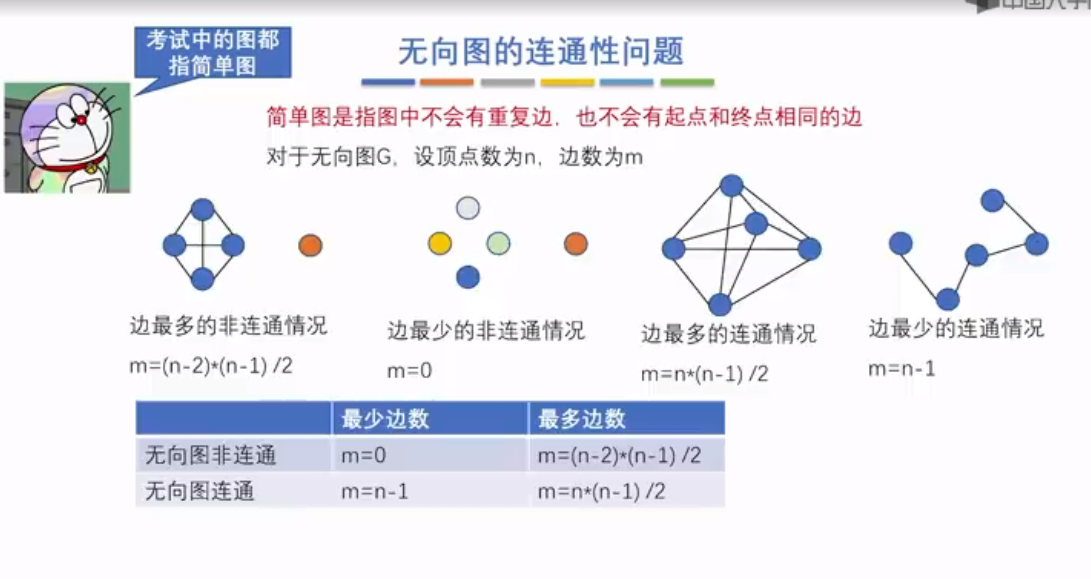 考试中的图都
指简单图
无向图的连通性问题
简单图是指图中不会有重复边，也不会有起点和终点相同的边
对于无向图G，设顶点数为n，边数为m
边最多的非连通情况
m=(n-2)*(n-1) /2
边最少的非连通情况
m=0
边最多的连通情况
m=n*(n-1) /2
边最少的连通情况
m=n-1
最少边数 最多边数
无向图非连通 m=0 m=(n-2)*(n-1) /2
无向图连通 m=n-1 m=n*(n-1) /2